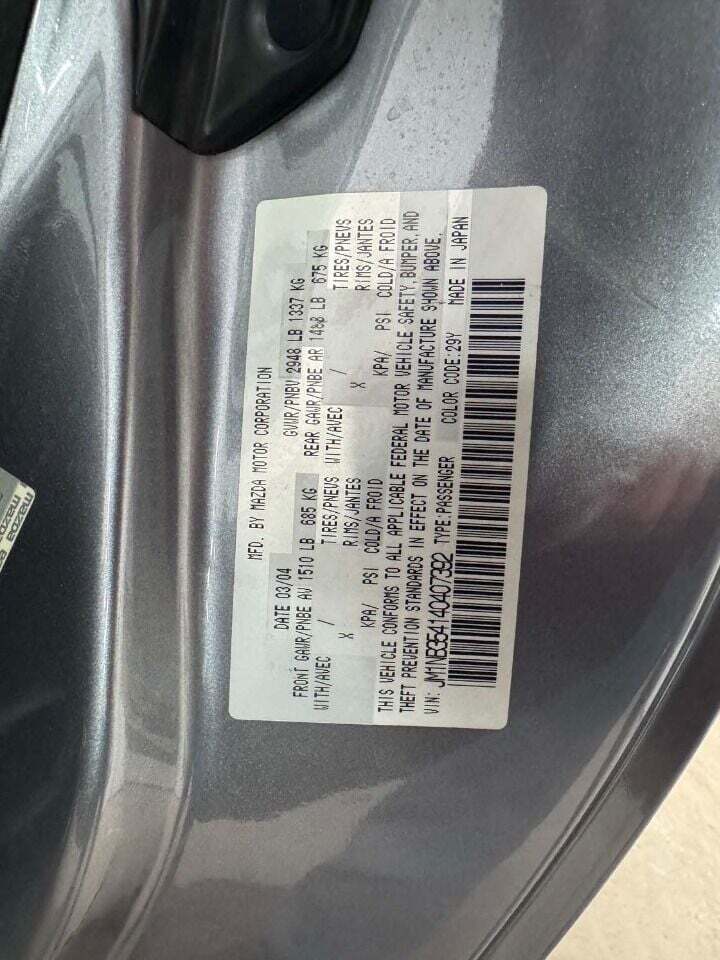 MFD. BY MAZDA MOTOR CORPORATION
DATE 03/04 GVWR/PNBV 2948 LB 1337 KG
FRONT GAWR/PNBE AV 1510 LB 685 KG REAR GAWR/PNBE AR 1488 LB 675 KG
WITH/AVEC / TIRES/PNEVS WITH/AVEC / TIRES/PNEVS
X RIMS/JANTES X RIMS/JANTES
KPA/ PSI COLD/A FROID KPA/ PSI COLD/A FROID
THIS VEHICLE CONFORMS TO ALL APPLICABLE FEDERAL MOTOR VEHICLE SAFETY, BUMPER, AND
THEFT PREVENTION STANDARDS IN EFFECT ON THE DATE OF MANUFACTURE SHOWN ABOVE.
VIN: JM1NB354140407392 TYPE:PASSENGER COLOR CODE:29Y MADE IN JAPAN
mazda